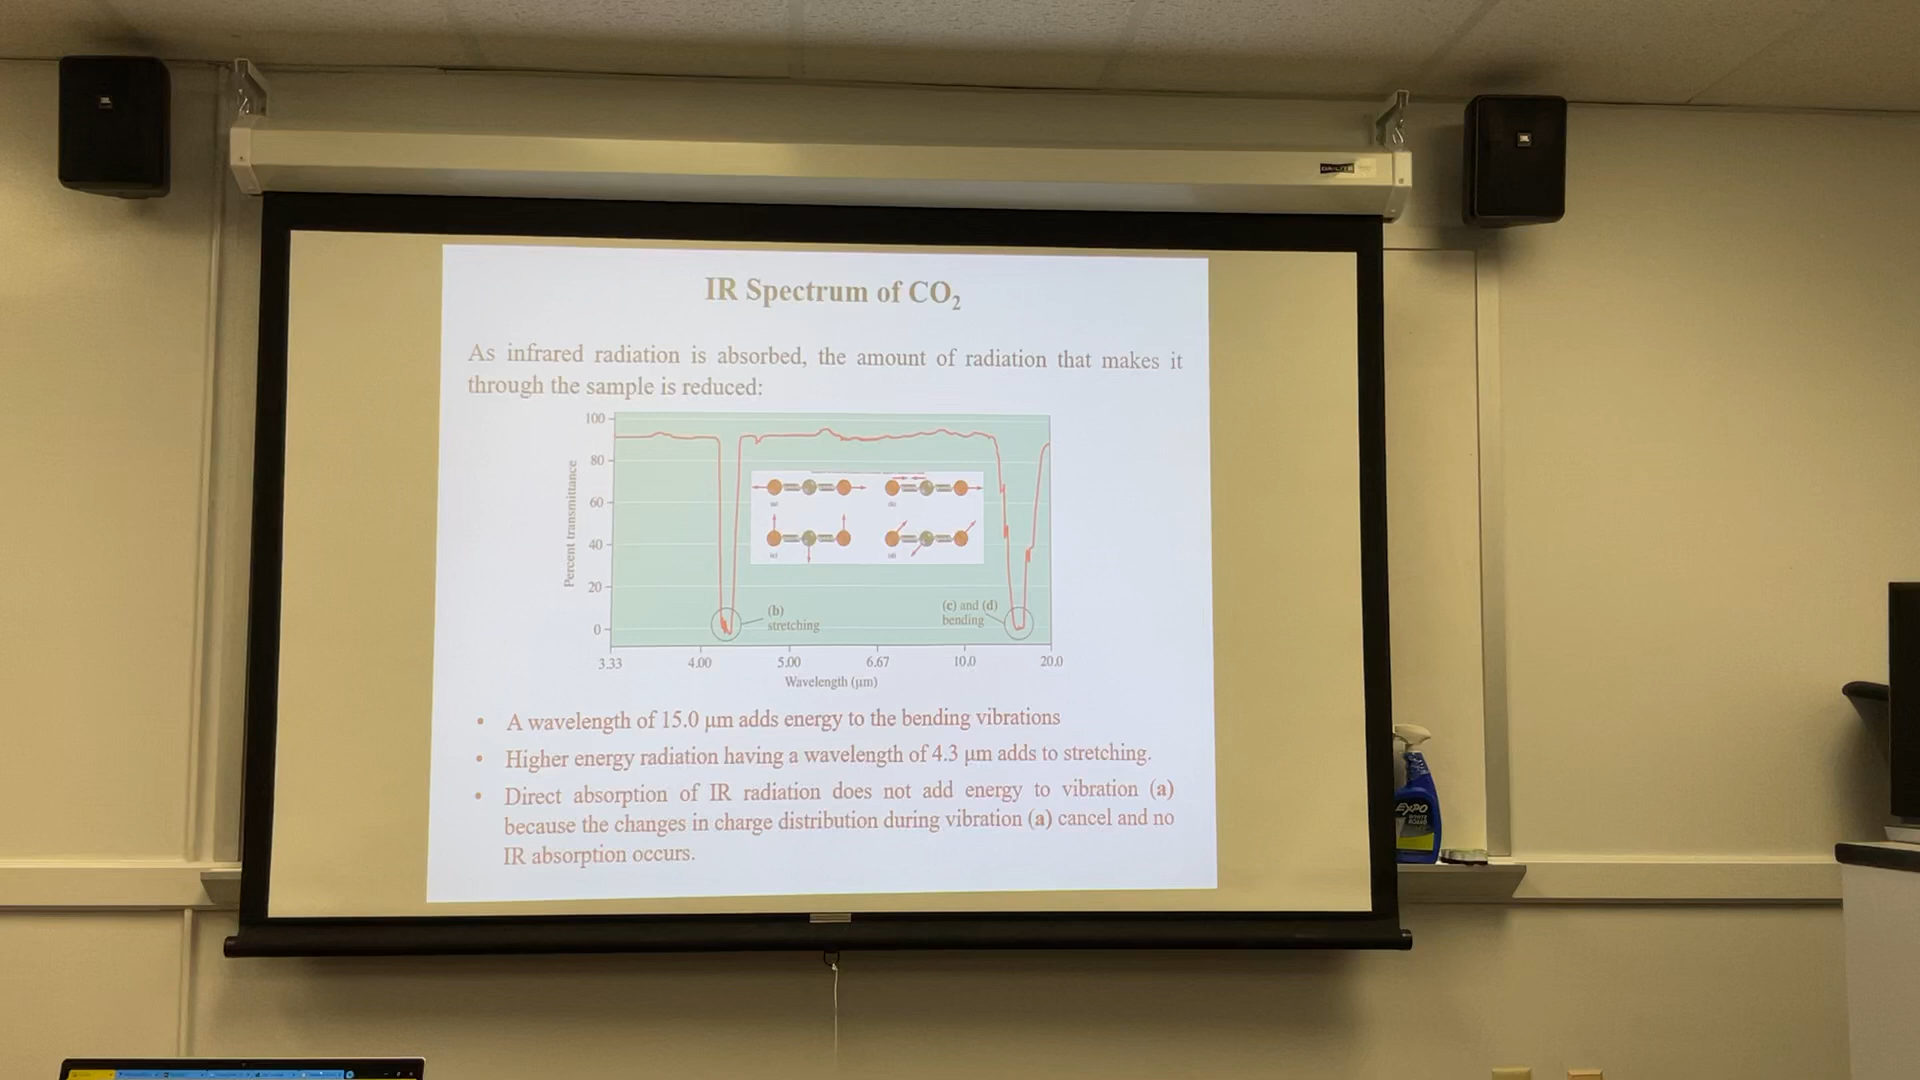 JBL
JBL
DA-LITE
IR Spectrum of CO₂
As infrared radiation is absorbed, the amount of radiation that makes it
through the sample is reduced:
100
80
60
40
20
0
Percent transmittance
(a)
(b)
(c)
(d)
(b)
stretching
(c) and (d)
bending
3.33 4.00 5.00 6.67 10.0 20.0
Wavelength (μm)
• A wavelength of 15.0 μm adds energy to the bending vibrations
• Higher energy radiation having a wavelength of 4.3 μm adds to stretching.
• Direct absorption of IR radiation does not add energy to vibration (a)
because the changes in charge distribution during vibration (a) cancel and no
IR absorption occurs.
EXPO